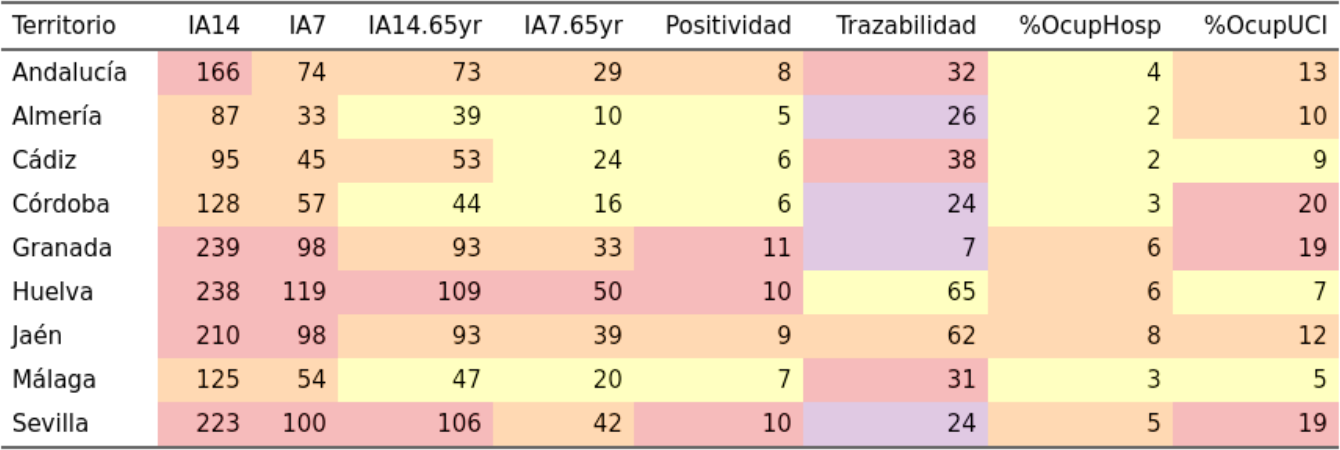 Territorio IA14 IA7 IA14.65yr IA7.65yr Positividad Trazabilidad %OcupHosp %OcupUCI
Andalucía 166 74 73 29 8 32 4 13
Almería 87 33 39 10 5 26 2 10
Cádiz 95 45 53 24 6 38 2 9
Córdoba 128 57 44 16 6 24 3 20
Granada 239 98 93 33 11 7 6 19
Huelva 238 119 109 50 10 65 6 7
Jaén 210 98 93 39 9 62 8 12
Málaga 125 54 47 20 7 31 3 5
Sevilla 223 100 106 42 10 24 5 19